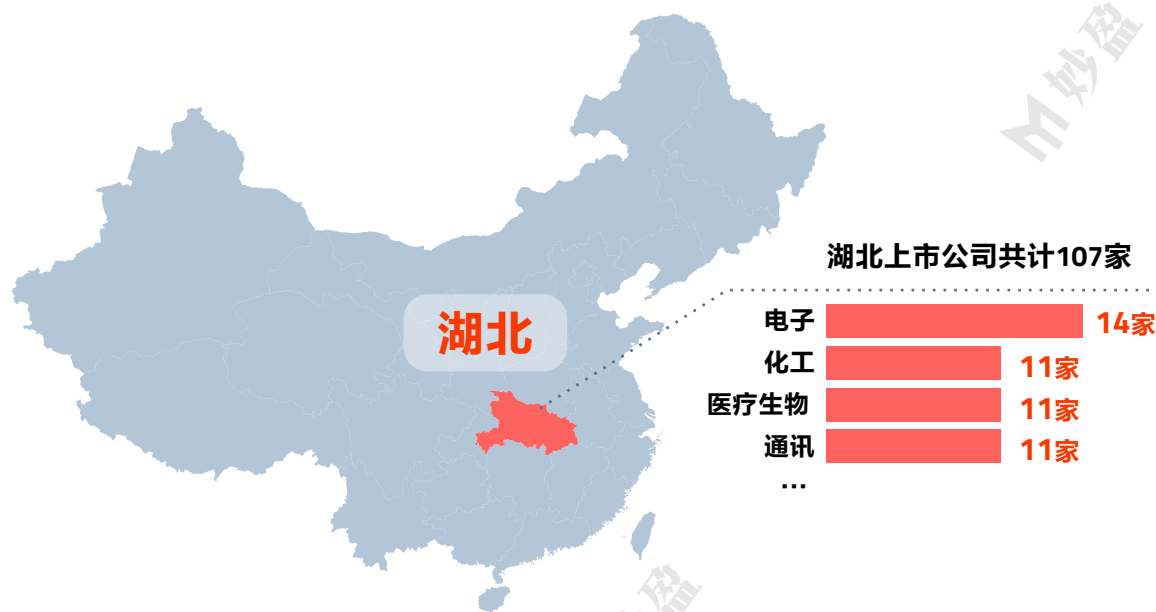 妙盈
湖北上市公司共计107家
湖北
电子 14家
化工 11家
医疗生物 11家
通讯 11家
...
妙盈